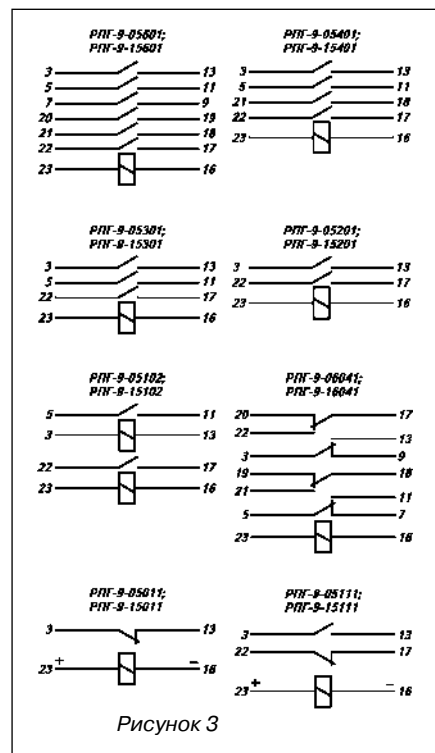 РПГ-9-05601; РПГ-9-05401;
РПГ-9-15601 РПГ-9-15401
3 13 3 13
5 11 5 11
7 9 21 18
20 19 22 17
21 18 23 16
22 17
23 16
РПГ-9-05301; РПГ-9-05201;
РПГ-9-15301 РПГ-9-15201
3 13 3 13
5 11 22 17
22 17 23 16
23 16
РПГ-9-05102; РПГ-9-06041;
РПГ-9-15102 РПГ-9-16041
5 11 20 17
3 13 22 13
22 17 3 9
23 16 19 18
21 11
5 7
23 16
РПГ-9-05011; РПГ-9-05111;
РПГ-9-15011 РПГ-9-15111
3 13 3 13
22 17
23 + − 16 23 + − 16
Рисунок 3